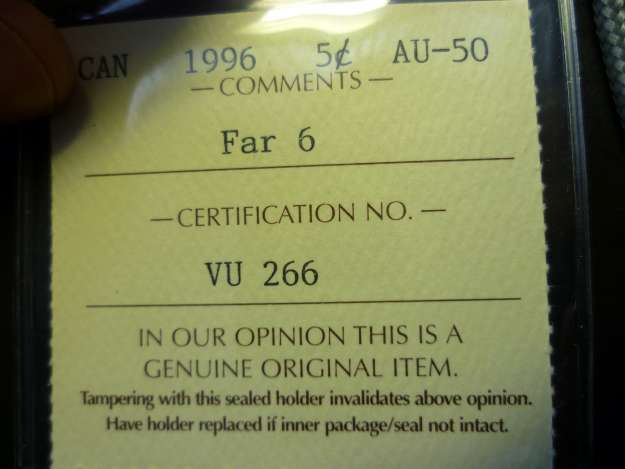 CAN 1996 5¢ AU-50
—COMMENTS—
Far 6
—CERTIFICATION NO.—
VU 266
IN OUR OPINION THIS IS A
GENUINE ORIGINAL ITEM.
Tampering with this sealed holder invalidates above opinion.
Have holder replaced if inner package/seal not intact.